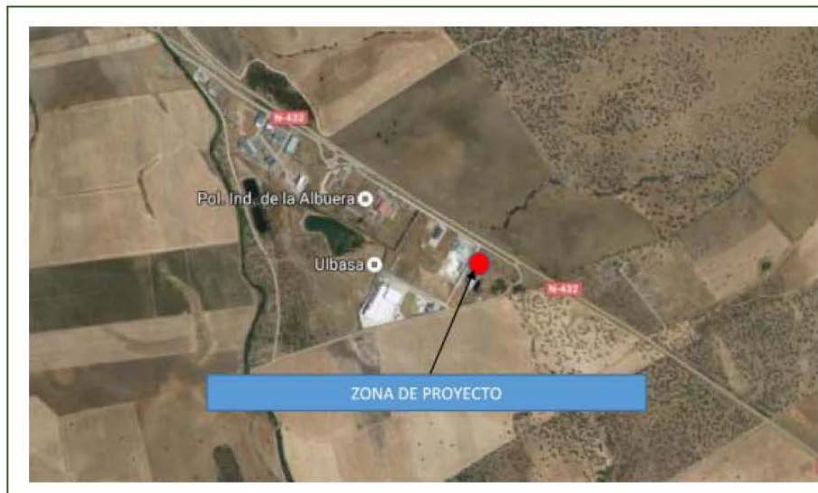 N-432
Pol. Ind. de la Albuera
Ulbasa
N-432
ZONA DE PROYECTO